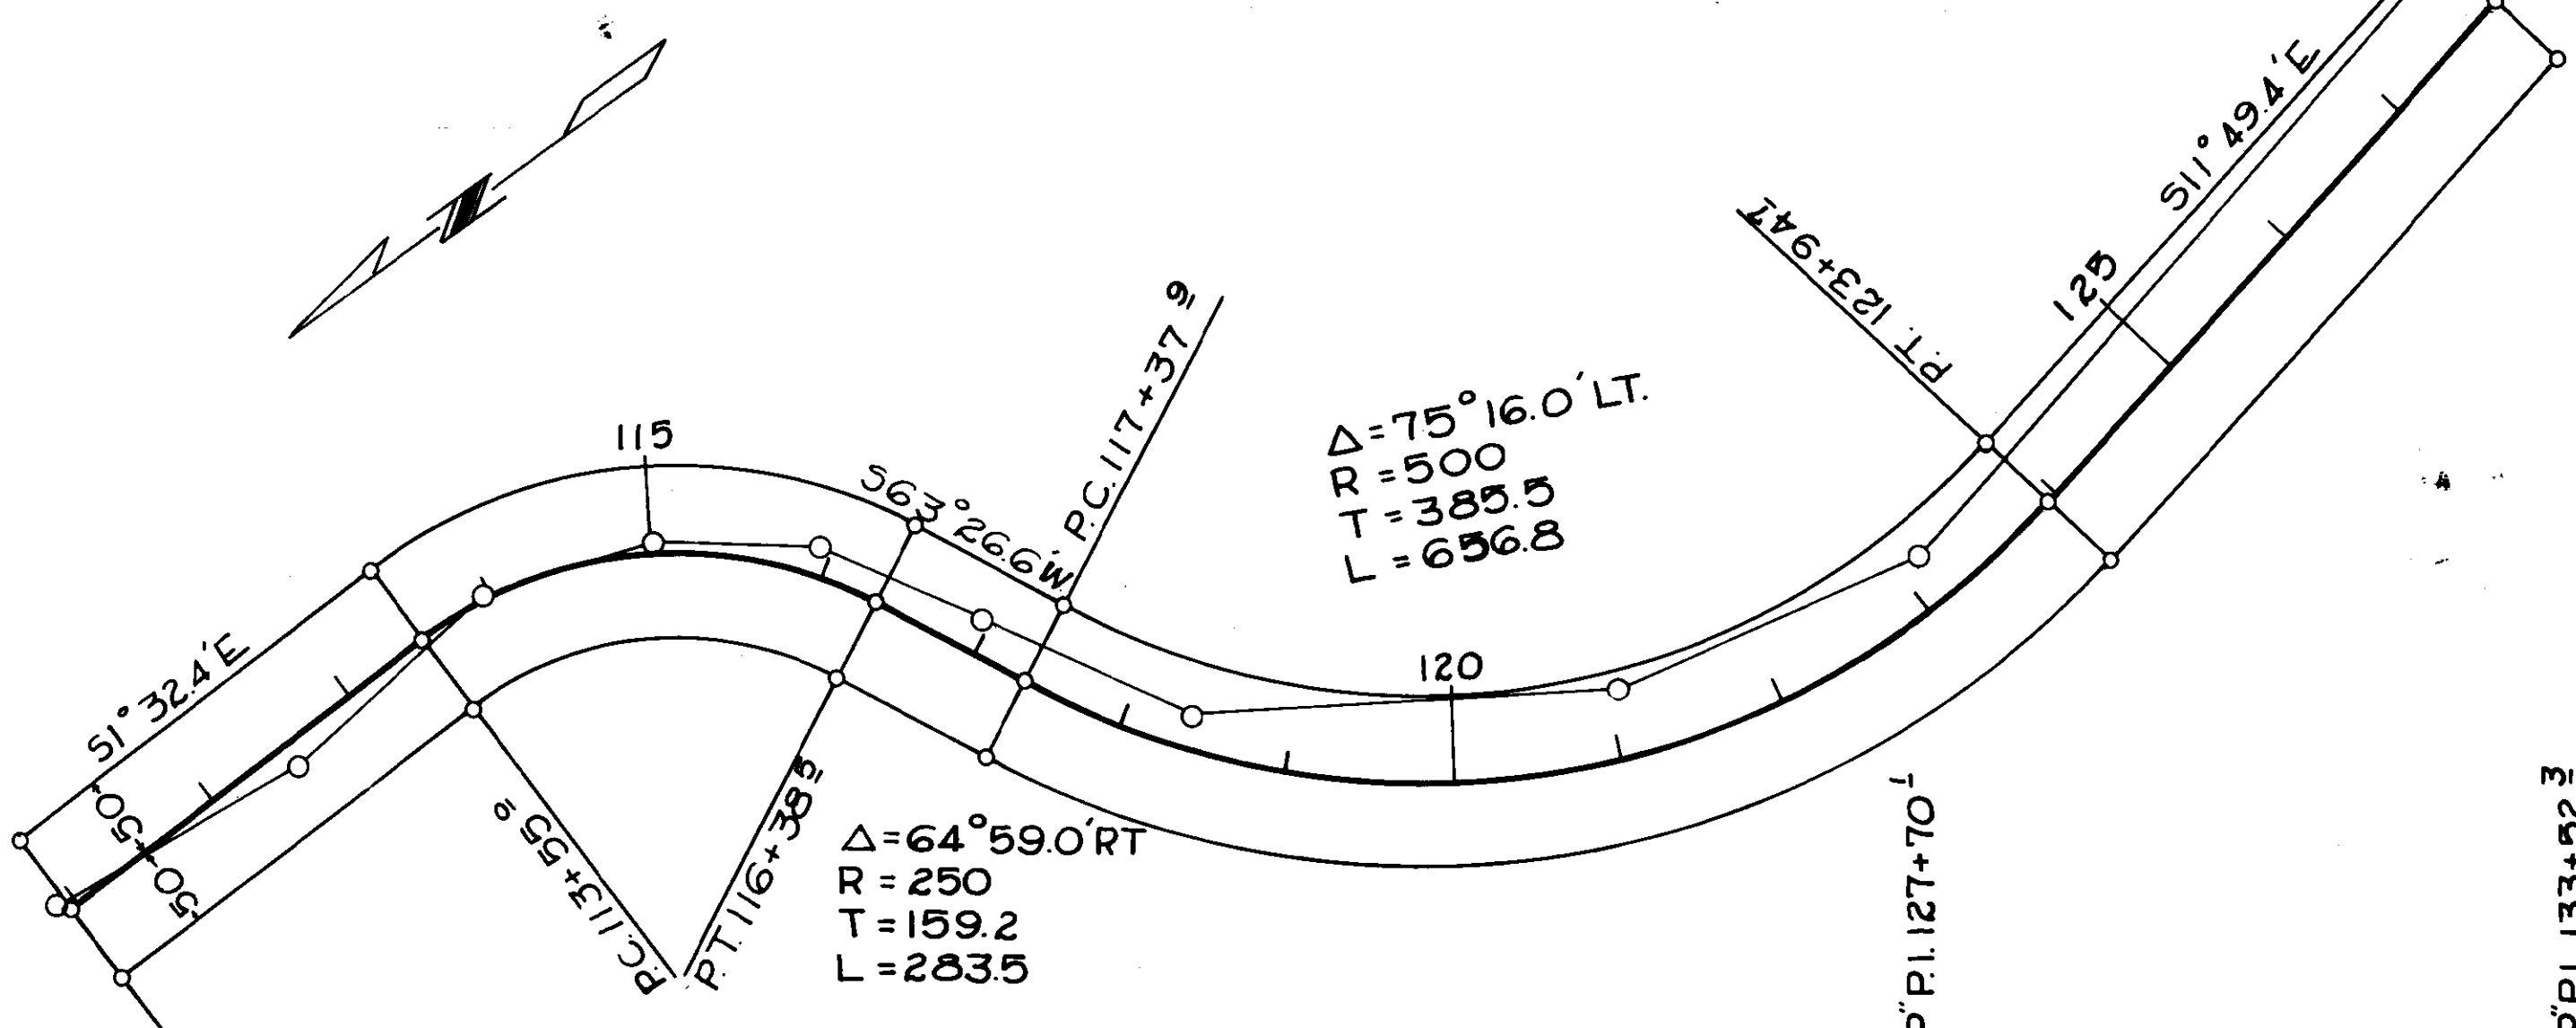 N
S11°49.4'E
125
P.T. 123+94.7
P.C. 117+37.9
Δ=75°16.0' LT.
R=500
T=385.5
L=656.8
115
S63°26.6'W
120
S1°32.4'E
50
50
P.C. 113+55.0
P.T. 116+38.5
Δ=64°59.0'RT
R=250
T=159.2
L=283.5
P" P.I. 127+70.1
P" P.I. 133+52.3